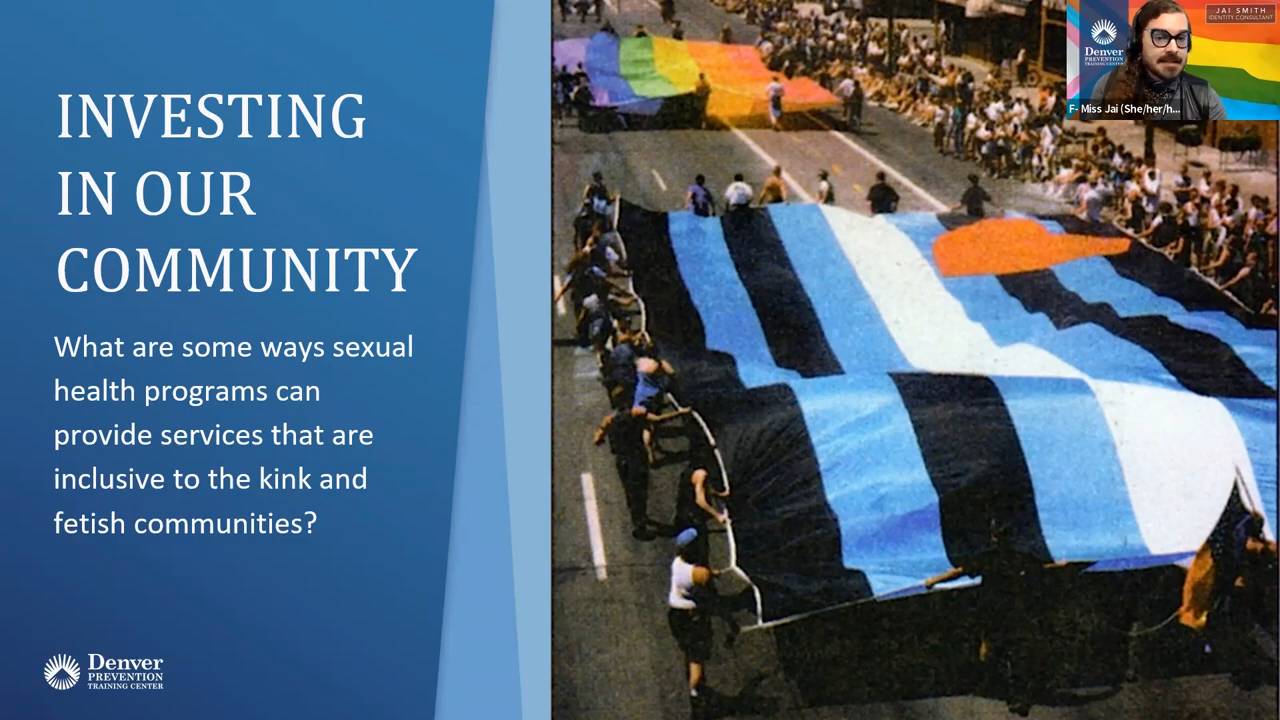 INVESTING
IN OUR
COMMUNITY
What are some ways sexual
health programs can
provide services that are
inclusive to the kink and
fetish communities?
Denver
PREVENTION
TRAINING CENTER
JAI SMITH
IDENTITY CONSULTANT
Denver
PREVENTION
TRAINING CENTER
F- Miss Jai (She/her/h...